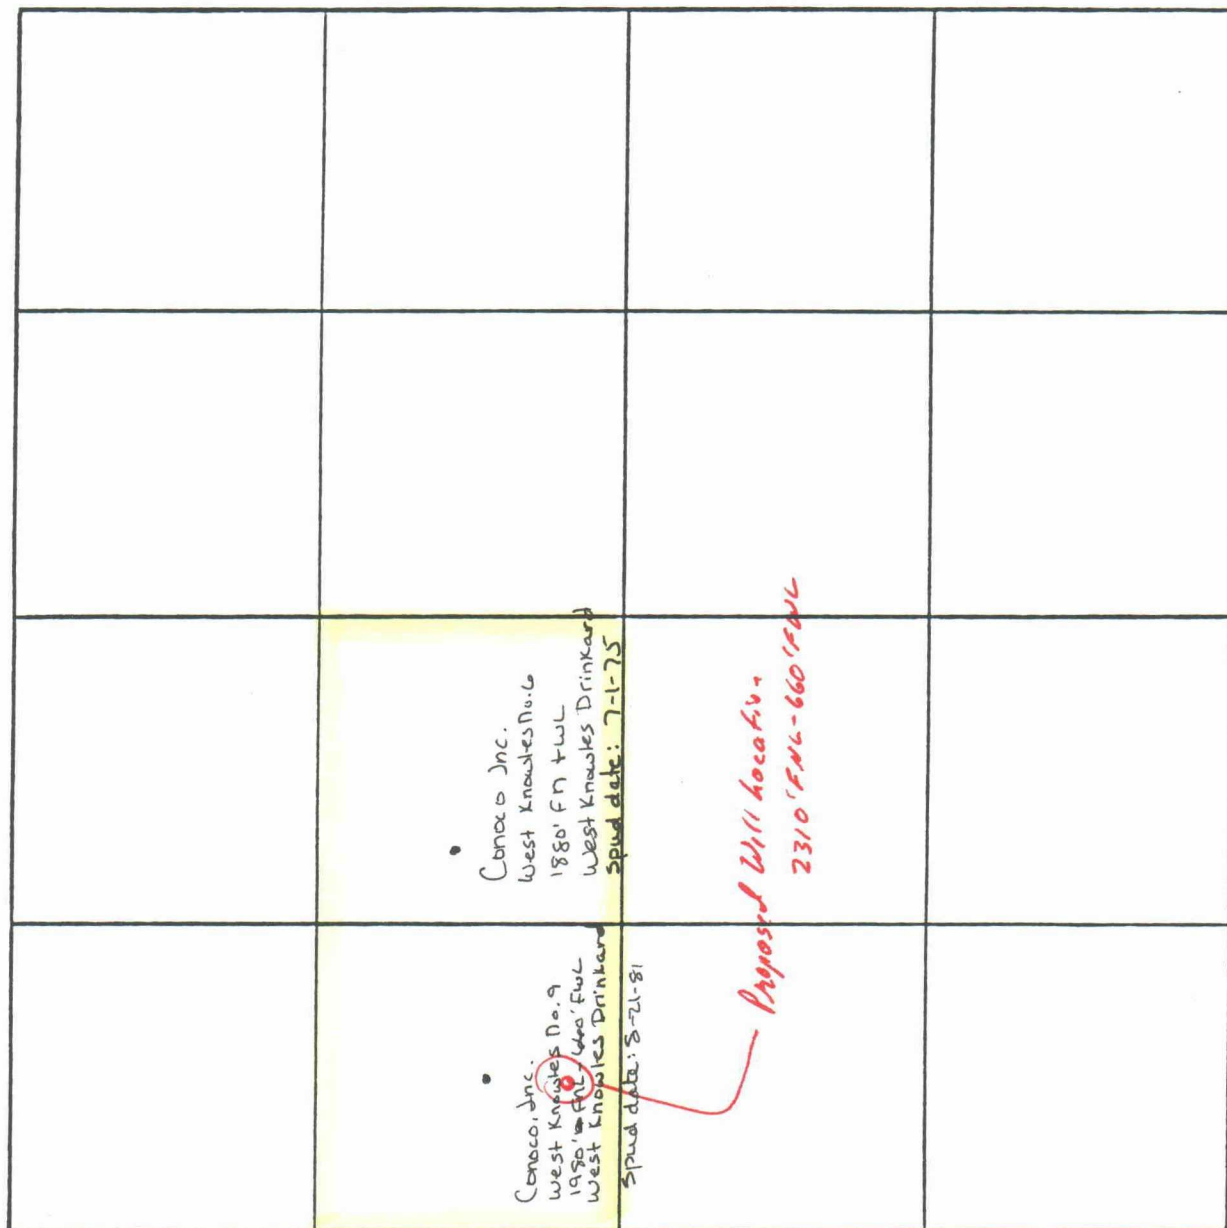 Conoco Inc.
West Knowles No. 6
1880' FN + WL
West Knowles Drinkard
Spud date: 7-1-75
Conoco, Inc.
West Knowles No. 9
1980' FNL - 660' FWL
West Knowles Drinkard
Spud date: 8-21-81
Proposed Well Location
2310' FNL - 660' FWL